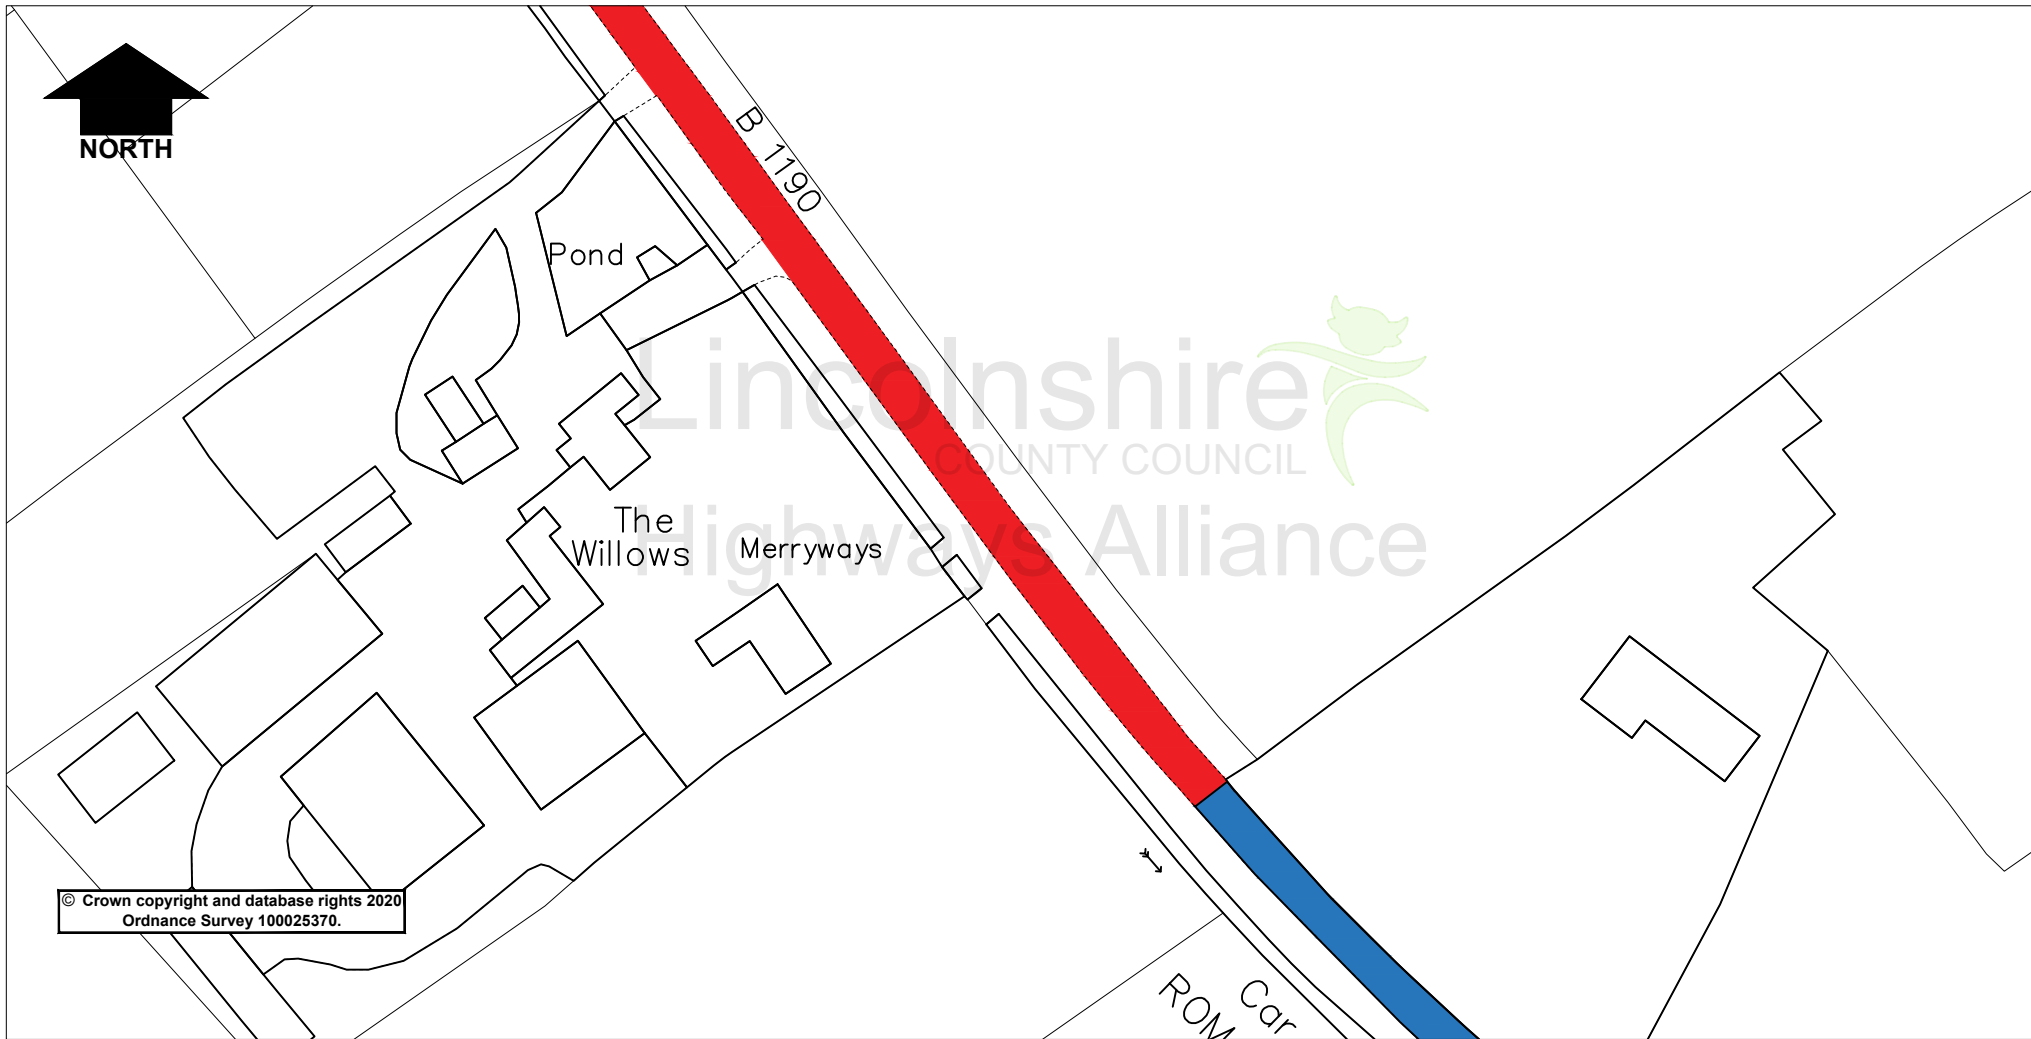 NORTH
B 1190
Pond
Lincolnshire
COUNTY COUNCIL
Highways Alliance
The
Willows
Merryways
© Crown copyright and database rights 2020
Ordnance Survey 100025370.
Car
ROM